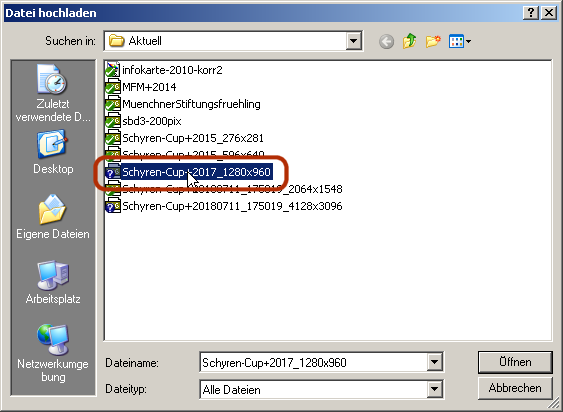 Datei hochladen
Suchen in: Aktuell
Zuletzt
verwendete D...
Desktop
Eigene Dateien
Arbeitsplatz
Netzwerkumge
bung
infokarte-2010-korr2
MFM+2014
MuenchnerStiftungsfruehling
sbd3-200pix
Schyren-Cup+2015_276x281
Schyren-Cup+2015_596x640
Schyren-Cup+2017_1280x960
Schyren-Cup+20180711_175019_2064x1548
Schyren-Cup+20180711_175019_4128x3096
Dateiname: Schyren-Cup+2017_1280x960 Öffnen
Dateityp: Alle Dateien Abbrechen